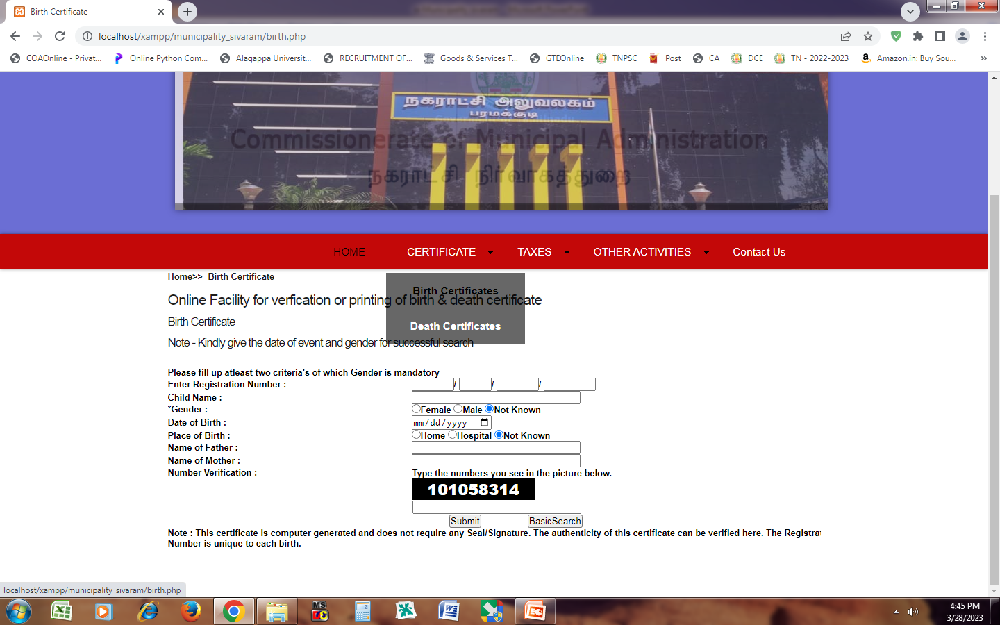 Birth Certificate
localhost/xampp/municipality_sivaram/birth.php
COAOnline - Privat... Online Python Com... Alagappa Universit... RECRUITMENT OF... Goods & Services T... GTEOnline TNPSC Post CA DCE TN - 2022-2023 Amazon.in: Buy Sou... »
நகராட்சி அலுவலகம்
பரமக்குடி
Commissionerate of Municipal Administration
நகராட்சி நிர்வாகத்துறை
HOME CERTIFICATE TAXES OTHER ACTIVITIES Contact Us
Home>> Birth Certificate
Birth Certificates
Online Facility for verfication or printing of birth & death certificate
Birth Certificate
Death Certificates
Note - Kindly give the date of event and gender for successful search
Please fill up atleast two criteria's of which Gender is mandatory
Enter Registration Number : / / /
Child Name :
*Gender : Female Male Not Known
Date of Birth : mm/dd/yyyy
Place of Birth : Home Hospital Not Known
Name of Father :
Name of Mother :
Number Verification : Type the numbers you see in the picture below.
101058314
Submit BasicSearch
Note : This certificate is computer generated and does not require any Seal/Signature. The authenticity of this certificate can be verified here. The Registrat
Number is unique to each birth.
localhost/xampp/municipality_sivaram/birth.php
MS
4:45 PM
3/28/2023